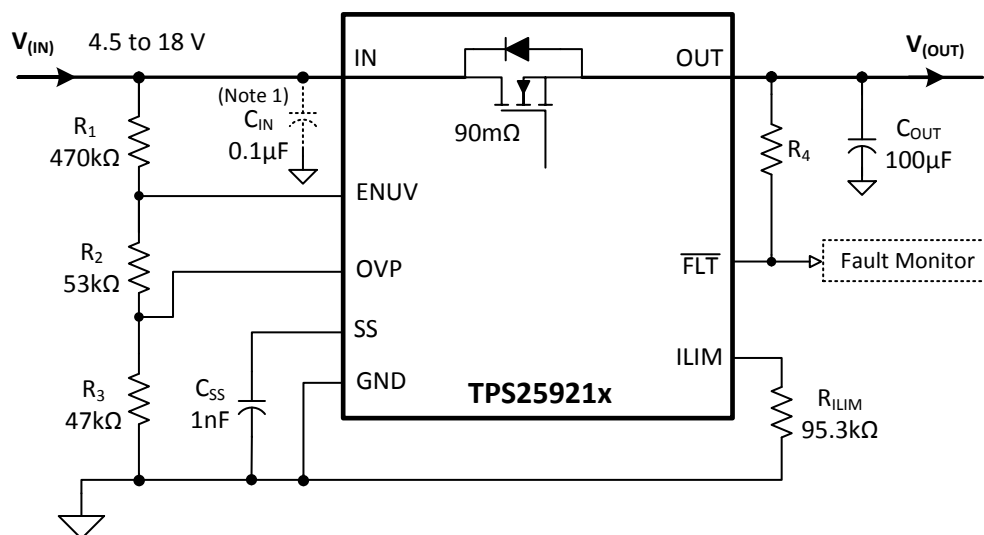 V(IN) 4.5 to 18 V
IN
OUT
V(OUT)
(Note 1)
CIN
0.1µF
90mΩ
R1
470kΩ
R4
COUT
100µF
ENUV
R2
53kΩ
OVP
FLT
Fault Monitor
SS
ILIM
GND
R3
47kΩ
CSS
1nF
TPS25921x
RILIM
95.3kΩ